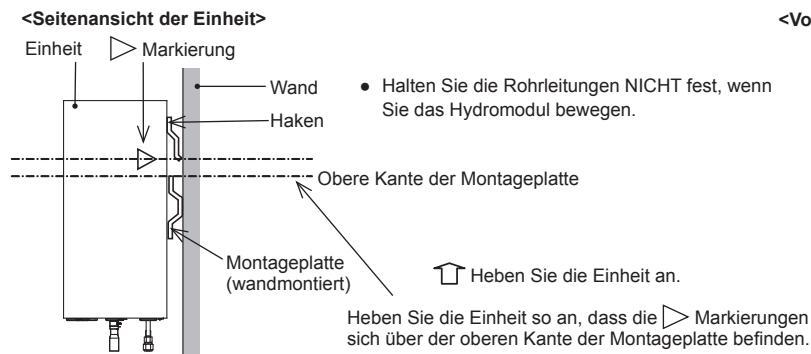 <Seitenansicht der Einheit>
<Vo
Einheit
Markierung
Wand
Haken
● Halten Sie die Rohrleitungen NICHT fest, wenn
Sie das Hydromodul bewegen.
Obere Kante der Montageplatte
Montageplatte
(wandmontiert)
Heben Sie die Einheit an.
Heben Sie die Einheit so an, dass die ▷ Markierungen
sich über der oberen Kante der Montageplatte befinden.